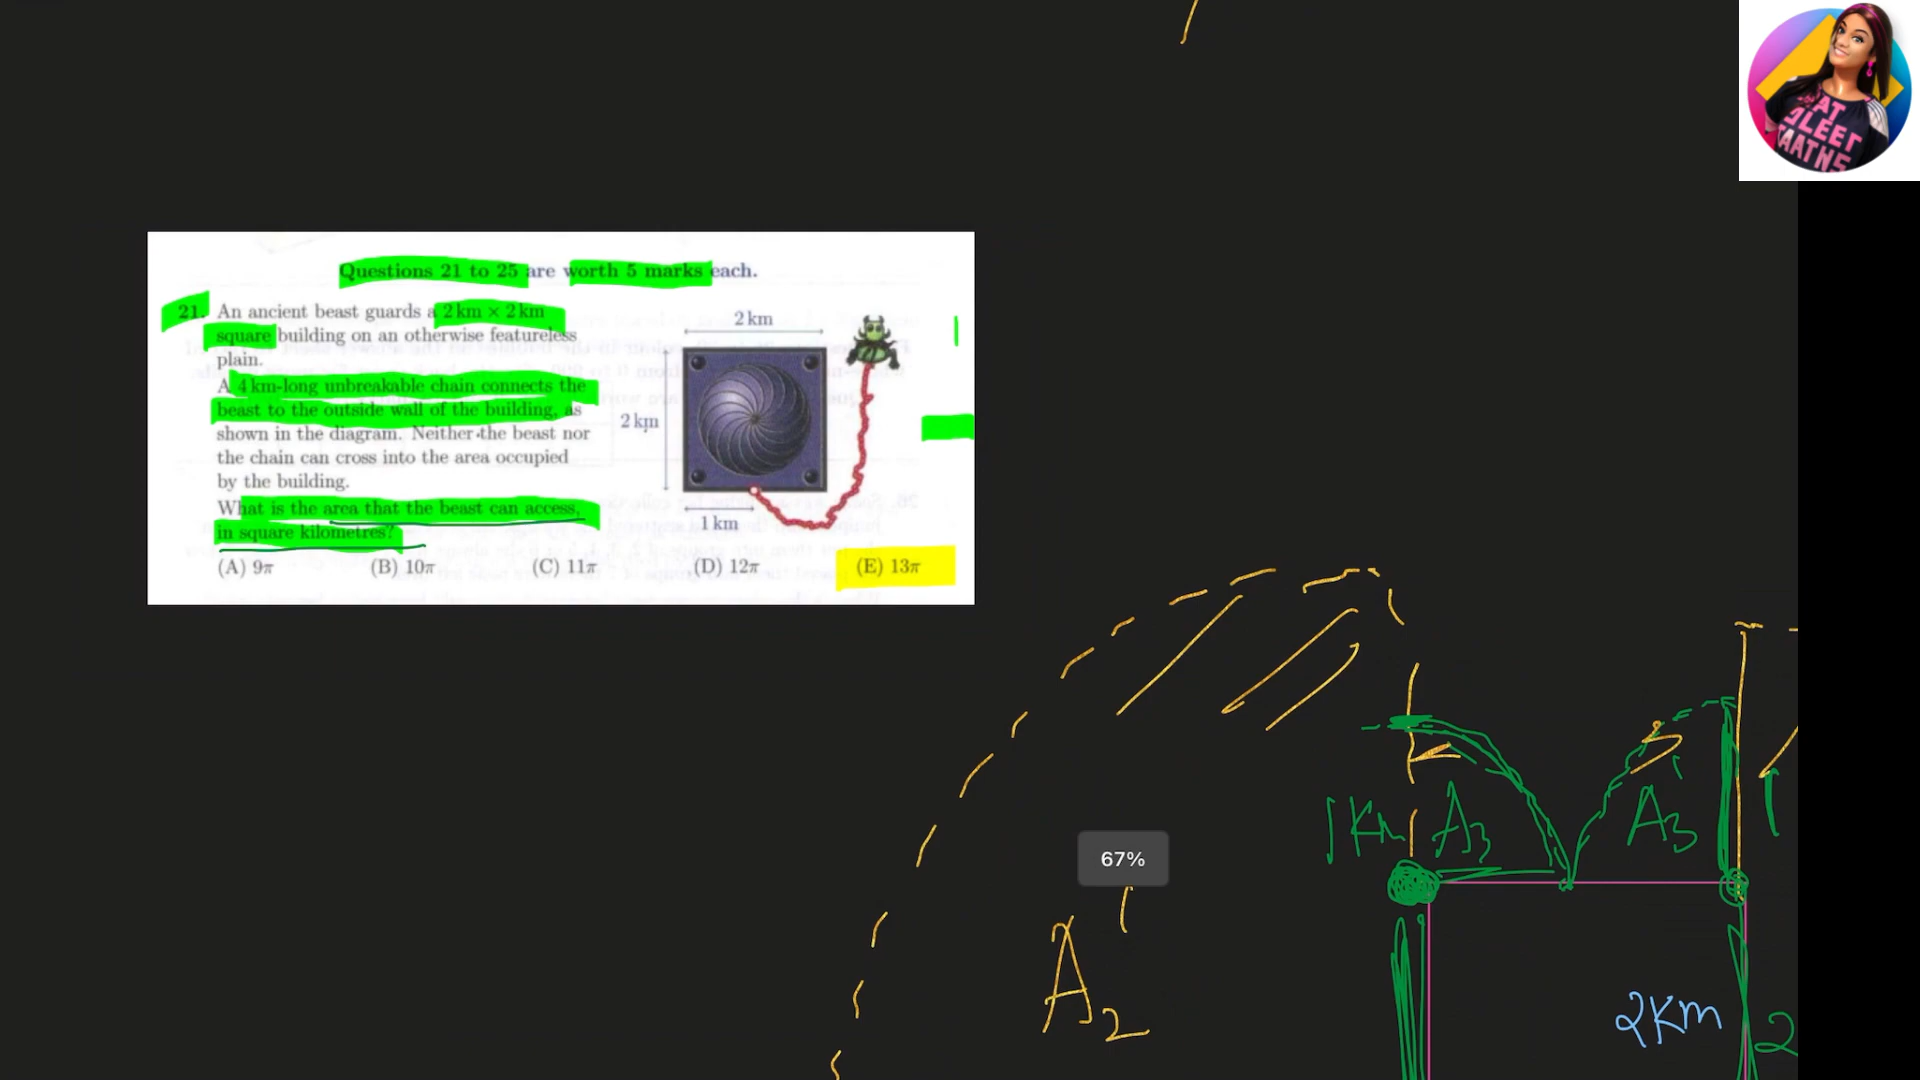 AT
Questions 21 to 25 are worth 5 marks each.
21. An ancient beast guards a 2 km × 2 km
square building on an otherwise featureless
plain.
A 4 km-long unbreakable chain connects the
beast to the outside wall of the building, as
shown in the diagram. Neither the beast nor
the chain can cross into the area occupied
by the building.
What is the area that the beast can access,
in square kilometres?
2 km
2 km
1 km
(A) 9π (B) 10π (C) 11π (D) 12π (E) 13π
1Km A3 A3
67%
A2
2Km 2